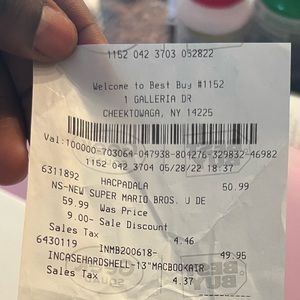 1152 042 3703 052822
Welcome to Best Buy #1152
1 GALLERIA DR
CHEEKTOWAGA, NY 14225
Val:100000-703064-047938-804276-329832-46982
1152 042 3703 05/28/22 18:37
6311892 HACPADALA 50.99
NS-NEW SUPER MARIO BROS. U DE
59.99 Was Price
9.00- Sale Discount
Sales Tax 4.46
6430119 INMB200618- 49.95
INCASEHARDSHELL-13"MACBOOKAIR
Sales Tax 4.37